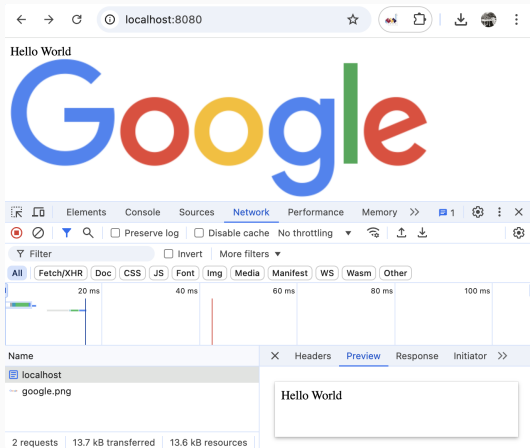 localhost:8080
Hello World
Google
Elements Console Sources Network Performance Memory 1
Preserve log Disable cache No throttling
Filter Invert More filters
All Fetch/XHR Doc CSS JS Font Img Media Manifest WS Wasm Other
20 ms 40 ms 60 ms 80 ms 100 ms
Name
localhost
google.png
2 requests 13.7 kB transferred 13.6 kB resources
Headers Preview Response Initiator
Hello World